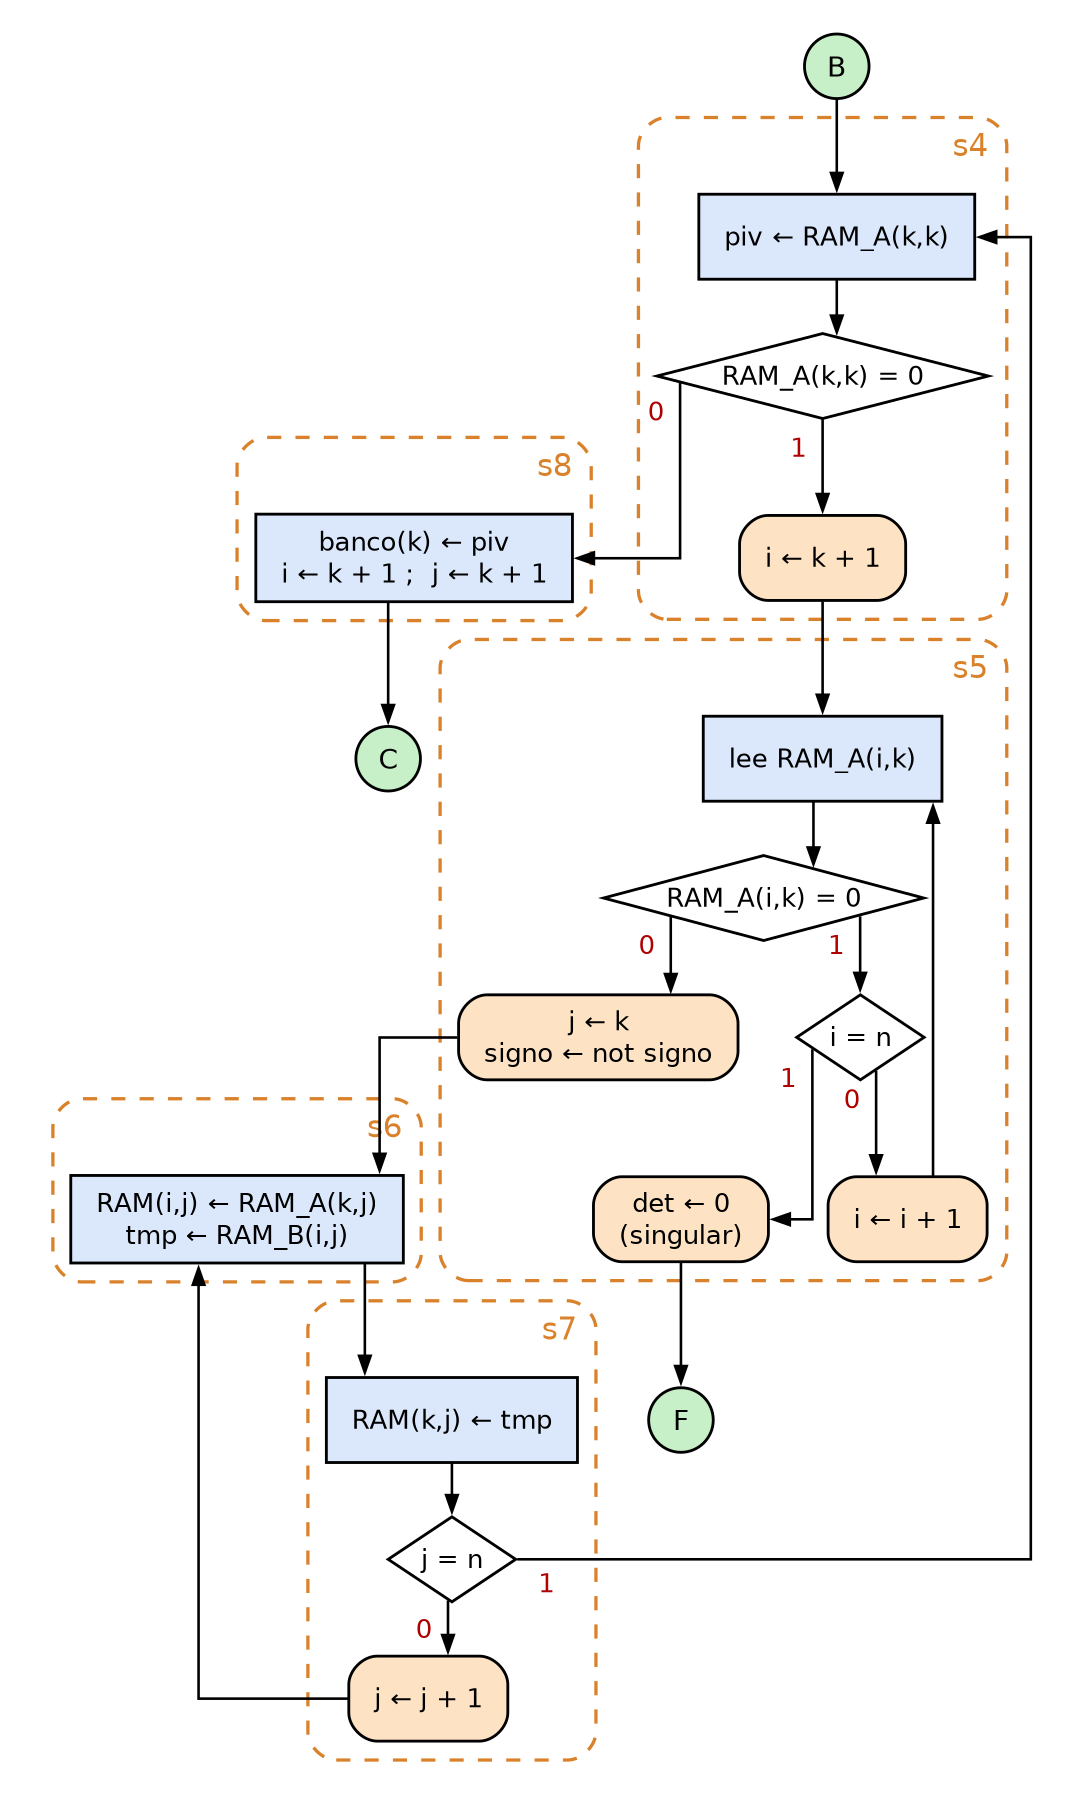 B
s4
piv ← RAM_A(k,k)
RAM_A(k,k) = 0
0
1
s8
banco(k) ← piv
i ← k + 1 ;  j ← k + 1
i ← k + 1
s5
C
lee RAM_A(i,k)
RAM_A(i,k) = 0
0
1
j ← k
signo ← not signo
i = n
1
0
s6
RAM(i,j) ← RAM_A(k,j)
tmp ← RAM_B(i,j)
det ← 0
(singular)
i ← i + 1
s7
RAM(k,j) ← tmp
F
j = n
1
0
j ← j + 1